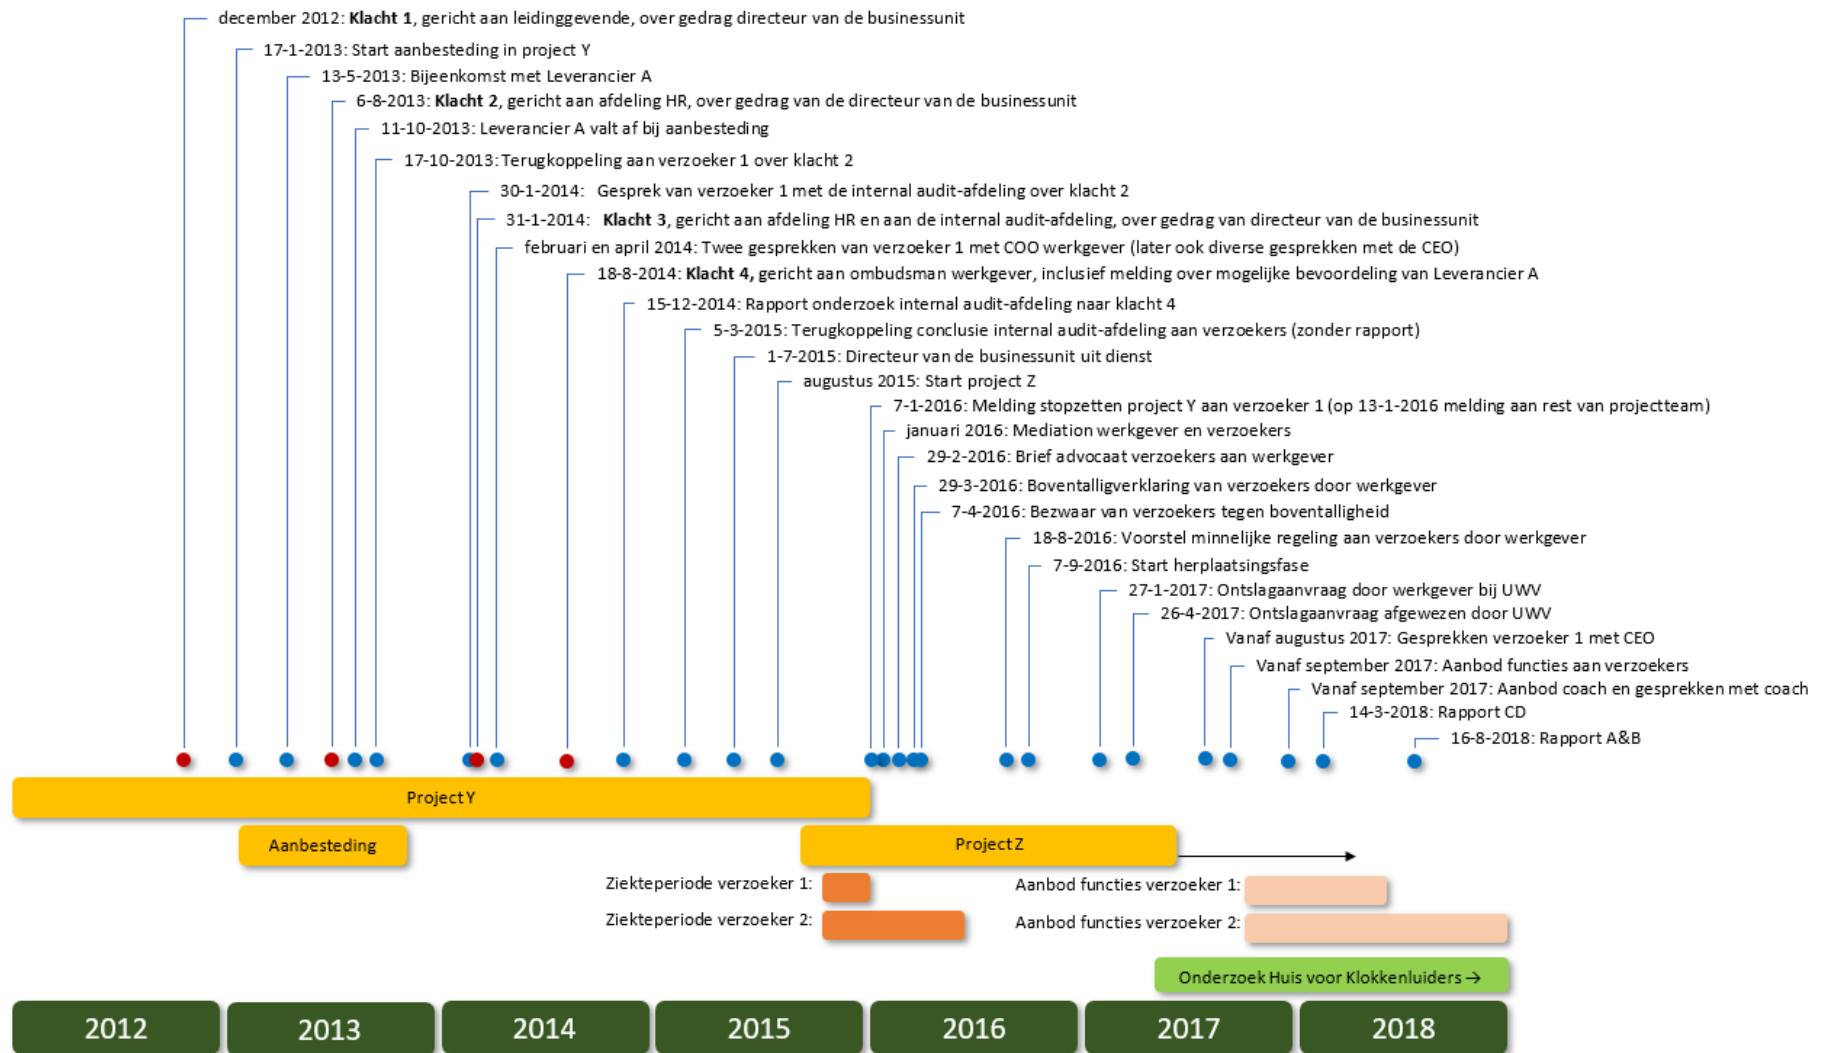 december 2012: Klacht 1, gericht aan leidinggevende, over gedrag directeur van de businessunit
17-1-2013: Start aanbesteding in project Y
13-5-2013: Bijeenkomst met Leverancier A
6-8-2013: Klacht 2, gericht aan afdeling HR, over gedrag van de directeur van de businessunit
11-10-2013: Leverancier A valt af bij aanbesteding
17-10-2013: Terugkoppeling aan verzoeker 1 over klacht 2
30-1-2014: Gesprek van verzoeker 1 met de internal audit-afdeling over klacht 2
31-1-2014: Klacht 3, gericht aan afdeling HR en aan de internal audit-afdeling, over gedrag van directeur van de businessunit
februari en april 2014: Twee gesprekken van verzoeker 1 met COO werkgever (later ook diverse gesprekken met de CEO)
18-8-2014: Klacht 4, gericht aan ombudsman werkgever, inclusief melding over mogelijke bevoordeling van Leverancier A
15-12-2014: Rapport onderzoek internal audit-afdeling naar klacht 4
5-3-2015: Terugkoppeling conclusie internal audit-afdeling aan verzoekers (zonder rapport)
1-7-2015: Directeur van de businessunit uit dienst
augustus 2015: Start project Z
7-1-2016: Melding stopzetten project Y aan verzoeker 1 (op 13-1-2016 melding aan rest van projectteam)
januari 2016: Mediation werkgever en verzoekers
29-2-2016: Brief advocaat verzoekers aan werkgever
29-3-2016: Boventalligverklaring van verzoekers door werkgever
7-4-2016: Bezwaar van verzoekers tegen boventalligheid
18-8-2016: Voorstel minnelijke regeling aan verzoekers door werkgever
7-9-2016: Start herplaatsingsfase
27-1-2017: Ontslagaanvraag door werkgever bij UWV
26-4-2017: Ontslagaanvraag afgewezen door UWV
Vanaf augustus 2017: Gesprekken verzoeker 1 met CEO
Vanaf september 2017: Aanbod functies aan verzoekers
Vanaf september 2017: Aanbod coach en gesprekken met coach
14-3-2018: Rapport CD
16-8-2018: Rapport A&B
Project Y
Aanbesteding
Project Z
Ziekteperiode verzoeker 1:
Aanbod functies verzoeker 1:
Ziekteperiode verzoeker 2:
Aanbod functies verzoeker 2:
Onderzoek Huis voor Klokkenluiders →
2012
2013
2014
2015
2016
2017
2018